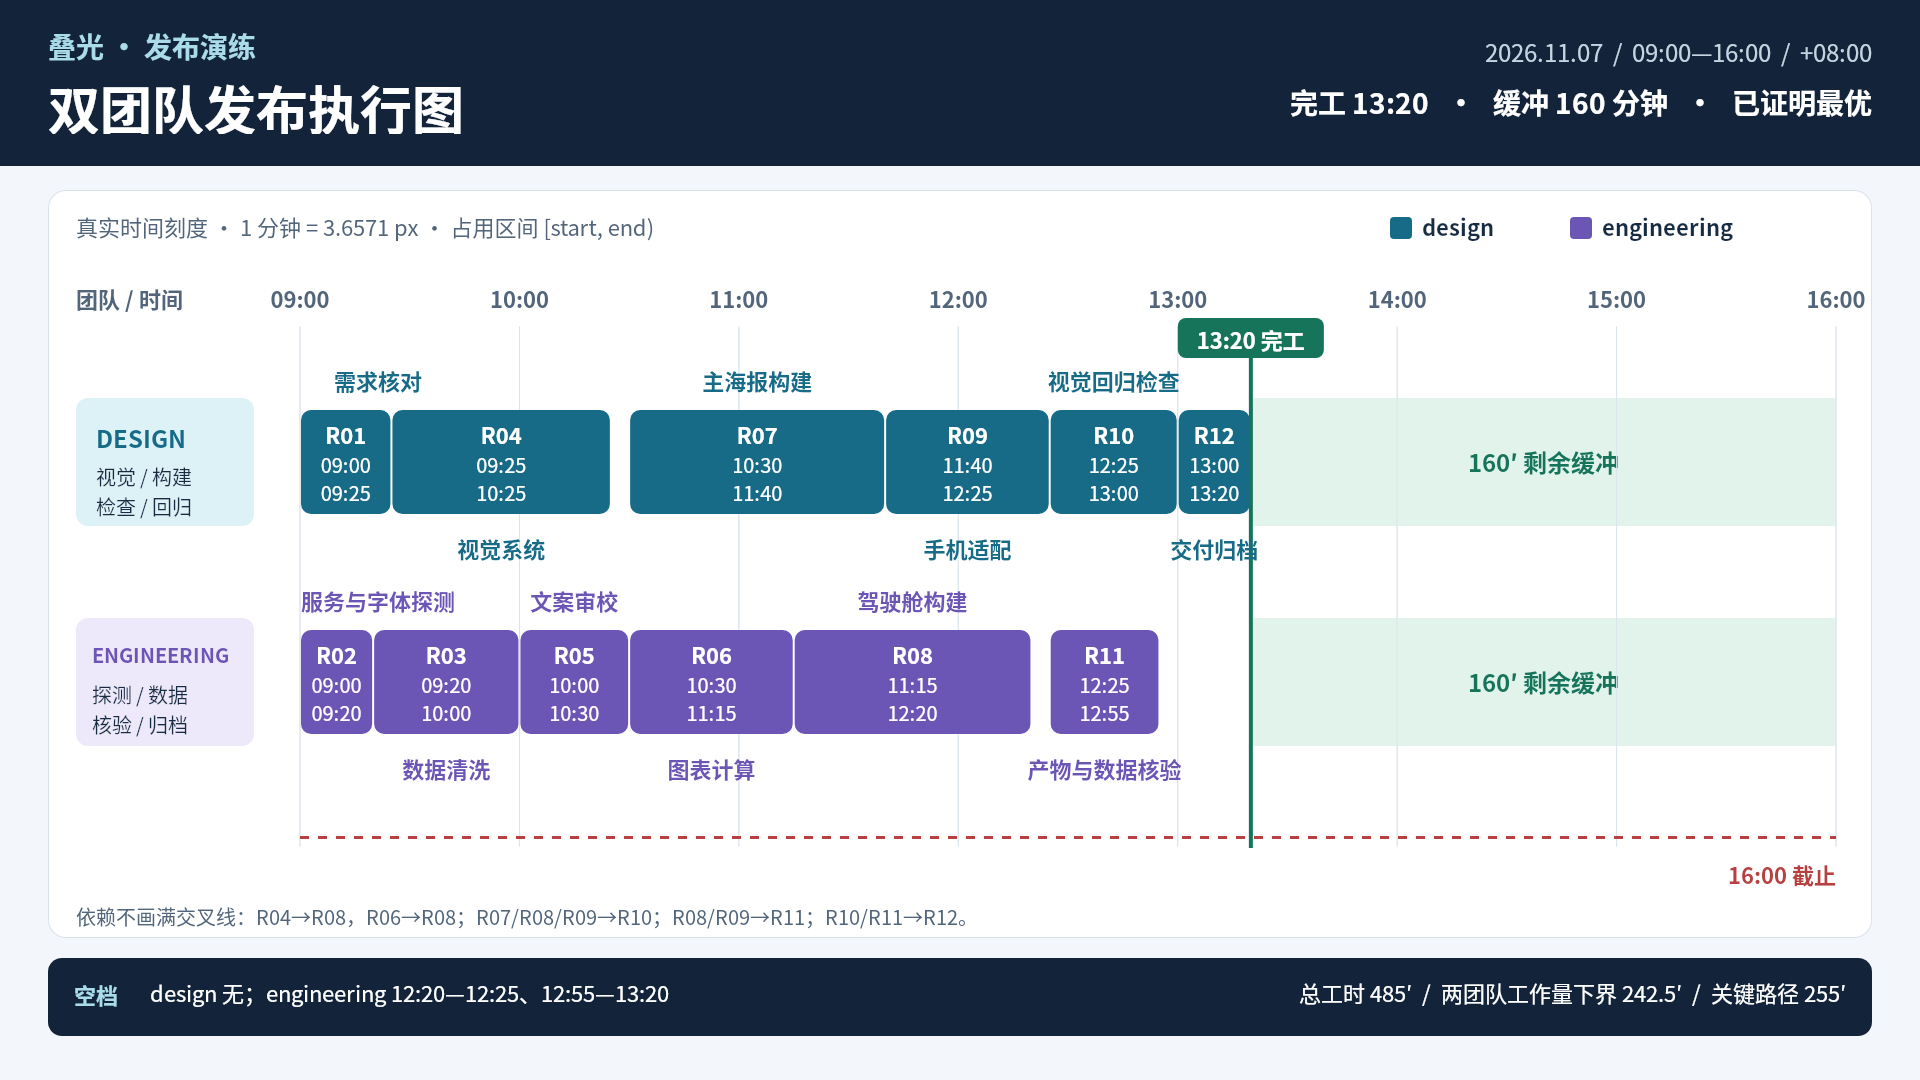 叠光 · 发布演练
双团队发布执行图
2026.11.07 / 09:00—16:00 / +08:00
完工 13:20 · 缓冲 160 分钟 · 已证明最优
真实时间刻度 · 1 分钟 = 3.6571 px · 占用区间 [start, end)
design
engineering
团队 / 时间
09:00
10:00
11:00
12:00
13:00
14:00
15:00
16:00
13:20 完工
需求核对
主海报构建
视觉回归检查
DESIGN
视觉 / 构建
检查 / 回归
R01
09:00
09:25
R04
09:25
10:25
R07
10:30
11:40
R09
11:40
12:25
R10
12:25
13:00
R12
13:00
13:20
160′ 剩余缓冲
视觉系统
手机适配
交付归档
服务与字体探测
文案审校
驾驶舱构建
ENGINEERING
探测 / 数据
核验 / 归档
R02
09:00
09:20
R03
09:20
10:00
R05
10:00
10:30
R06
10:30
11:15
R08
11:15
12:20
R11
12:25
12:55
160′ 剩余缓冲
数据清洗
图表计算
产物与数据核验
16:00 截止
依赖不画满交叉线：R04→R08，R06→R08；R07/R08/R09→R10；R08/R09→R11；R10/R11→R12。
空档
design 无；engineering 12:20—12:25、12:55—13:20
总工时 485′ / 两团队工作量下界 242.5′ / 关键路径 255′